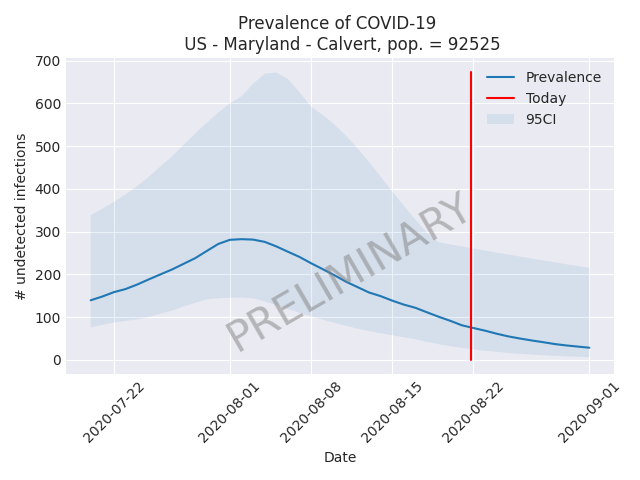 Prevalence of COVID-19
US - Maryland - Calvert, pop. = 92525
# undetected infections
700
600
500
400
300
200
100
0
Prevalence
Today
95CI
PRELIMINARY
2020-07-22
2020-08-01
2020-08-08
2020-08-15
2020-08-22
2020-09-01
Date